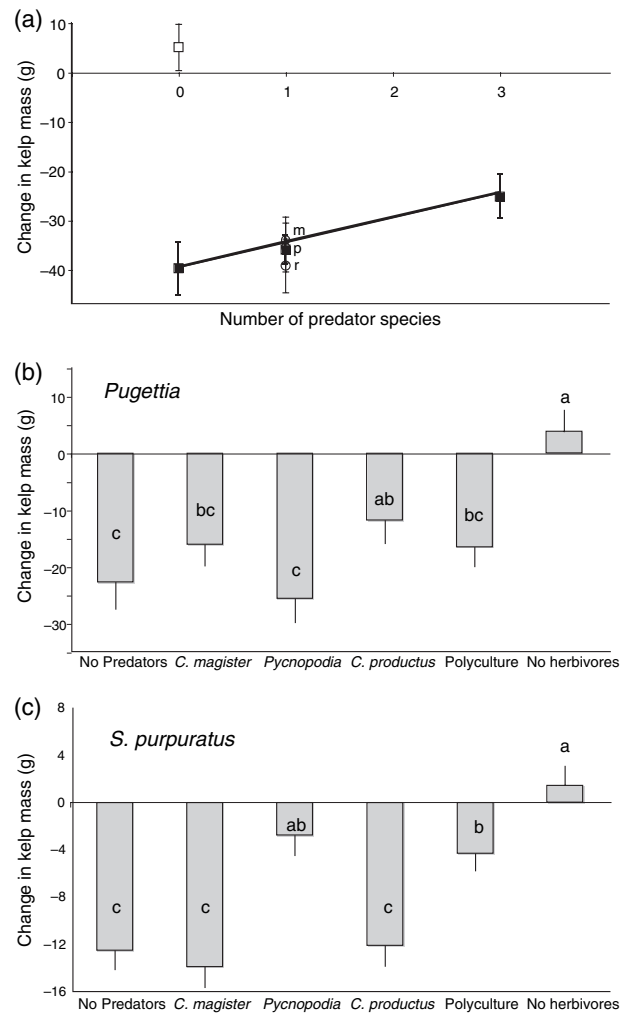 (a)
Change in kelp mass (g)
10
0
−10
−20
−30
−40
0 1 2 3
m
p
r
Number of predator species
(b)
Pugettia
Change in kelp mass (g)
10
0
−10
−20
−30
c bc c ab bc a
No Predators C. magister Pycnopodia C. productus Polyculture No herbivores
(c)
S. purpuratus
Change in kelp mass (g)
8
4
0
−4
−8
−12
−16
c c ab c b a
No Predators C. magister Pycnopodia C. productus Polyculture No herbivores